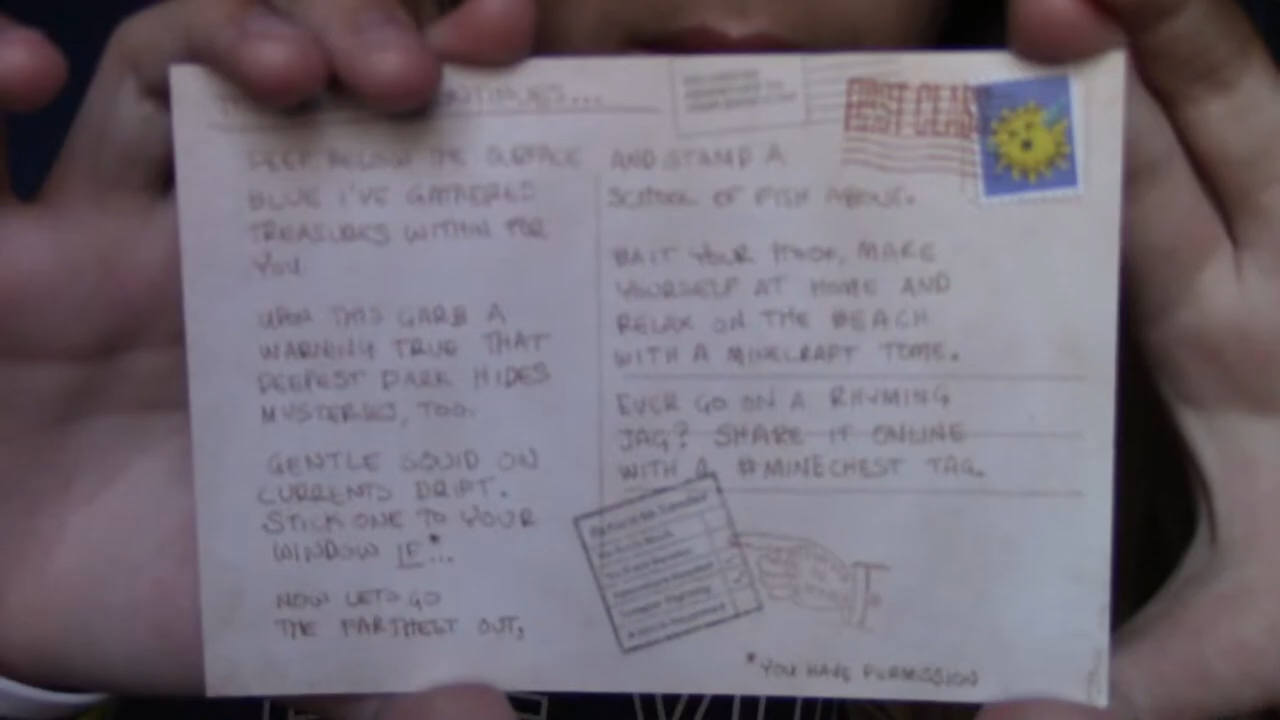 DEEP BELOW THE SURFACE
BLUE I'VE GATHERED
TREASURES WITHIN FOR
YOU
UPON THIS GARB A
WARNING TRUE THAT
DEEPEST DARK HIDES
MYSTERIES, TOO.
GENTLE SQUID ON
CURRENTS DRIFT.
STICK ONE TO YOUR
WINDOW IF*...
NOW LET'S GO
THE FARTHEST OUT,
FIRST CLASS
AND STAMP A
SCHOOL OF FISH ABOUT.
BAIT YOUR HOOK, MAKE
YOURSELF AT HOME AND
RELAX ON THE BEACH
WITH A MINECRAFT TOME.
EVER GO ON A RHYMING
JAG? SHARE IT ONLINE
WITH A #MINECHEST TAG.
*YOU HAVE PERMISSION